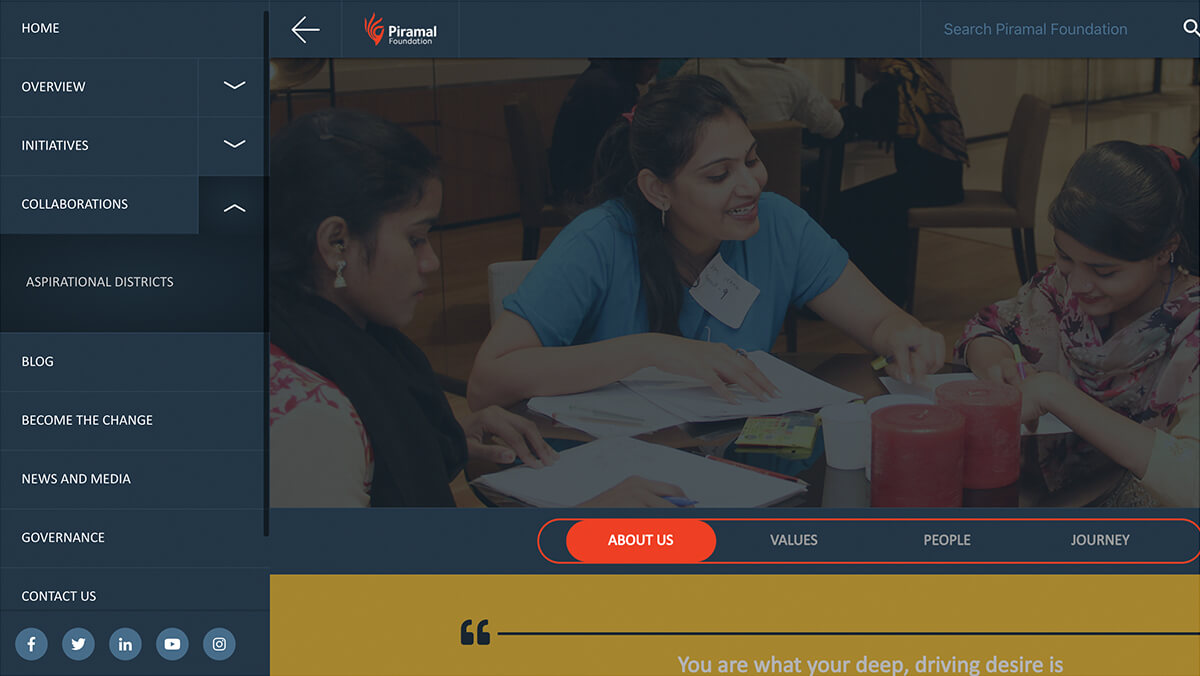 HOME
OVERVIEW
INITIATIVES
COLLABORATIONS
ASPIRATIONAL DISTRICTS
BLOG
BECOME THE CHANGE
NEWS AND MEDIA
GOVERNANCE
CONTACT US
Piramal
Foundation
Search Piramal Foundation
ABOUT US
VALUES
PEOPLE
JOURNEY
“
You are what your deep, driving desire is